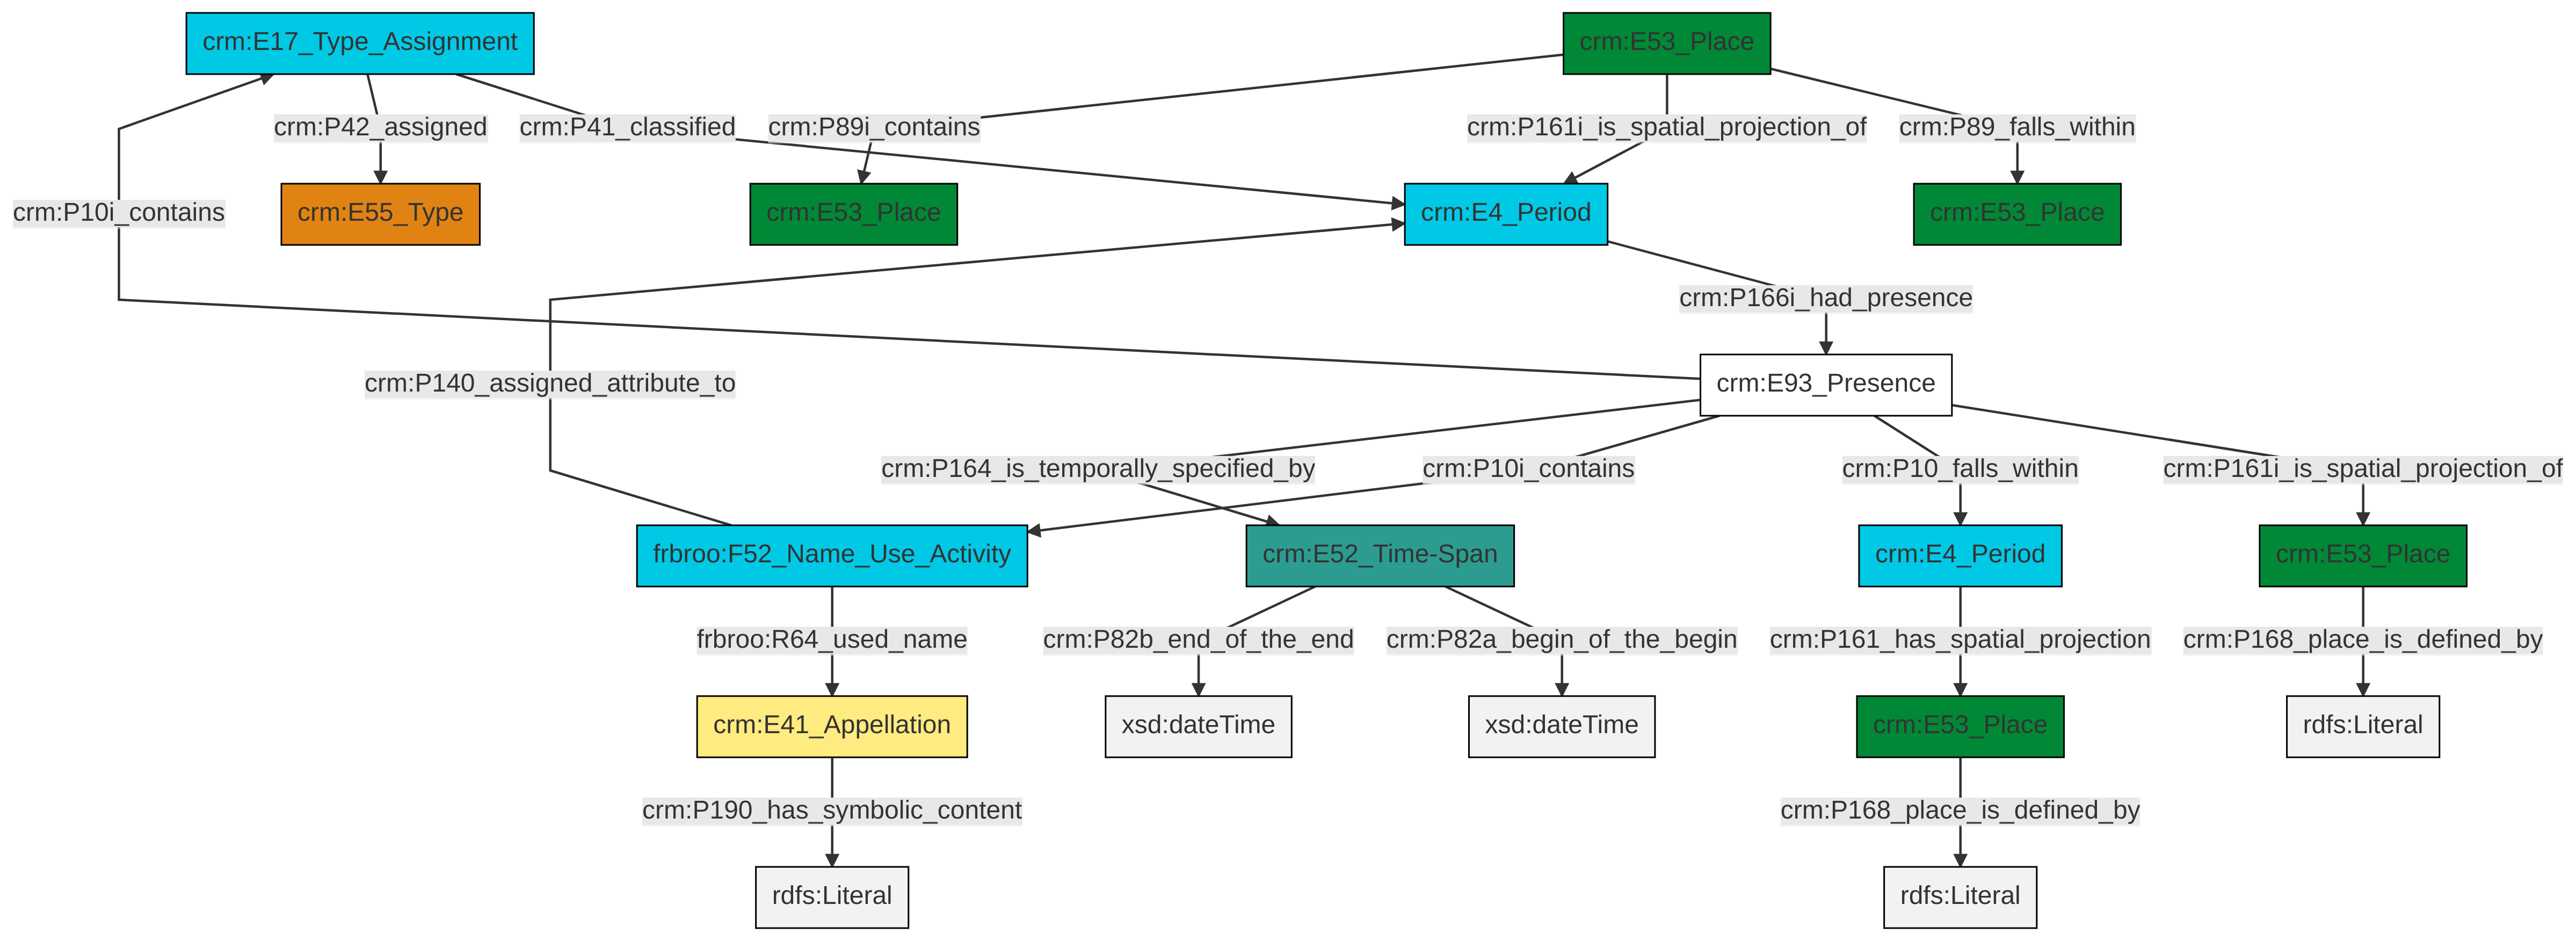 crm:E17_Type_Assignment
crm:E53_Place
crm:P42_assigned
crm:P41_classified
crm:P89i_contains
crm:P161i_is_spatial_projection_of
crm:P89_falls_within
crm:P10i_contains
crm:E55_Type
crm:E53_Place
crm:E4_Period
crm:E53_Place
crm:P166i_had_presence
crm:P140_assigned_attribute_to
crm:E93_Presence
crm:P164_is_temporally_specified_by
crm:P10i_contains
crm:P10_falls_within
crm:P161i_is_spatial_projection_of
frbroo:F52_Name_Use_Activity
crm:E52_Time-Span
crm:E4_Period
crm:E53_Place
frbroo:R64_used_name
crm:P82b_end_of_the_end
crm:P82a_begin_of_the_begin
crm:P161_has_spatial_projection
crm:P168_place_is_defined_by
crm:E41_Appellation
xsd:dateTime
xsd:dateTime
crm:E53_Place
rdfs:Literal
crm:P190_has_symbolic_content
crm:P168_place_is_defined_by
rdfs:Literal
rdfs:Literal